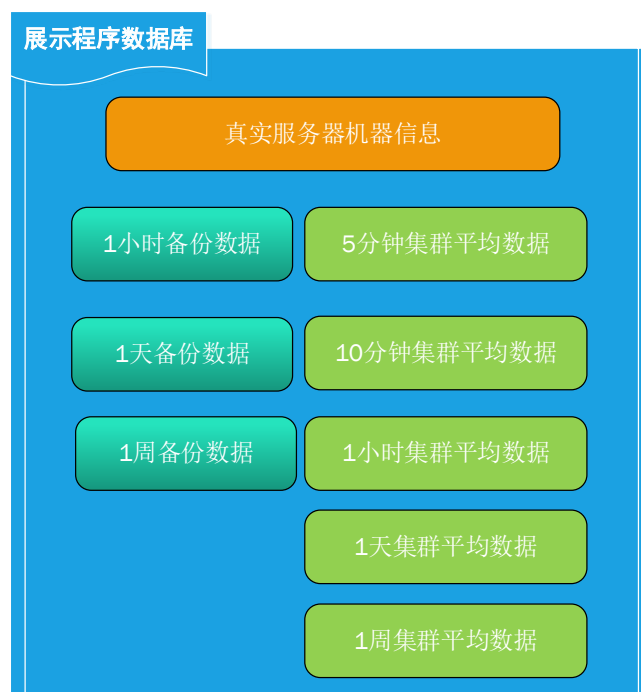 展示程序数据库
真实服务器机器信息
1小时备份数据
5分钟集群平均数据
1天备份数据
10分钟集群平均数据
1周备份数据
1小时集群平均数据
1天集群平均数据
1周集群平均数据